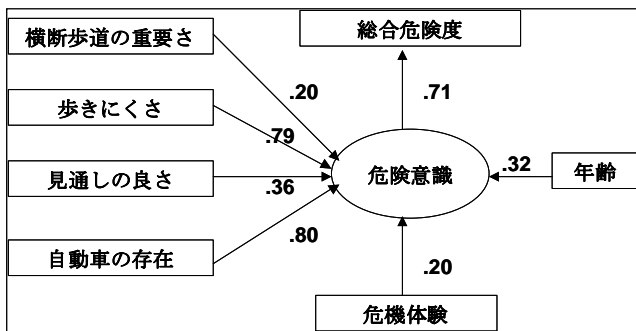 横断歩道の重要さ
総合危険度
.20
.71
歩きにくさ
.79
見通しの良さ
.36
危険意識
.32
年齢
.80
自動車の存在
.20
危機体験